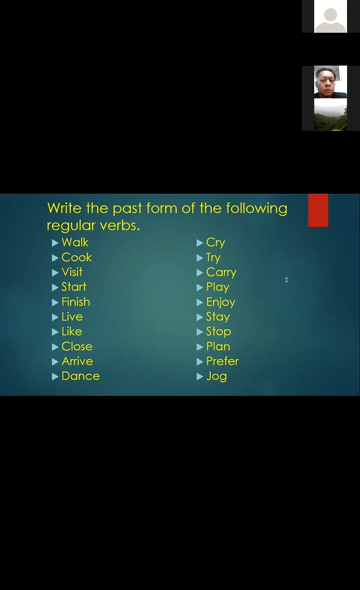 Write the past form of the following
regular verbs.
Walk
Cook
Visit
Start
Finish
Live
Like
Close
Arrive
Dance
Cry
Try
Carry
Play
Enjoy
Stay
Stop
Plan
Prefer
Jog